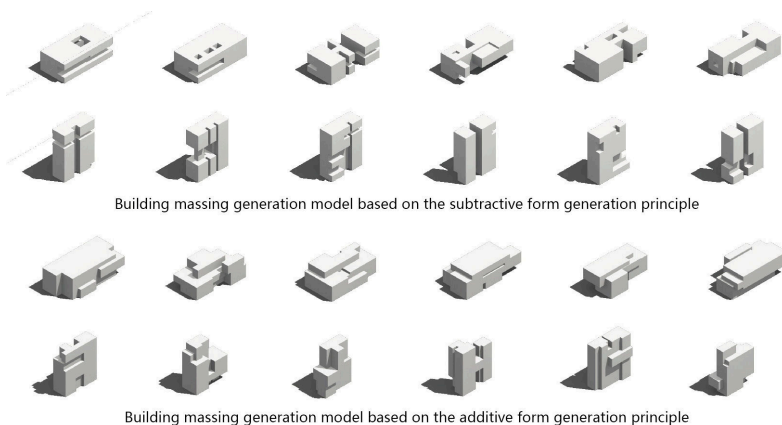 Building massing generation model based on the subtractive form generation principle
Building massing generation model based on the additive form generation principle